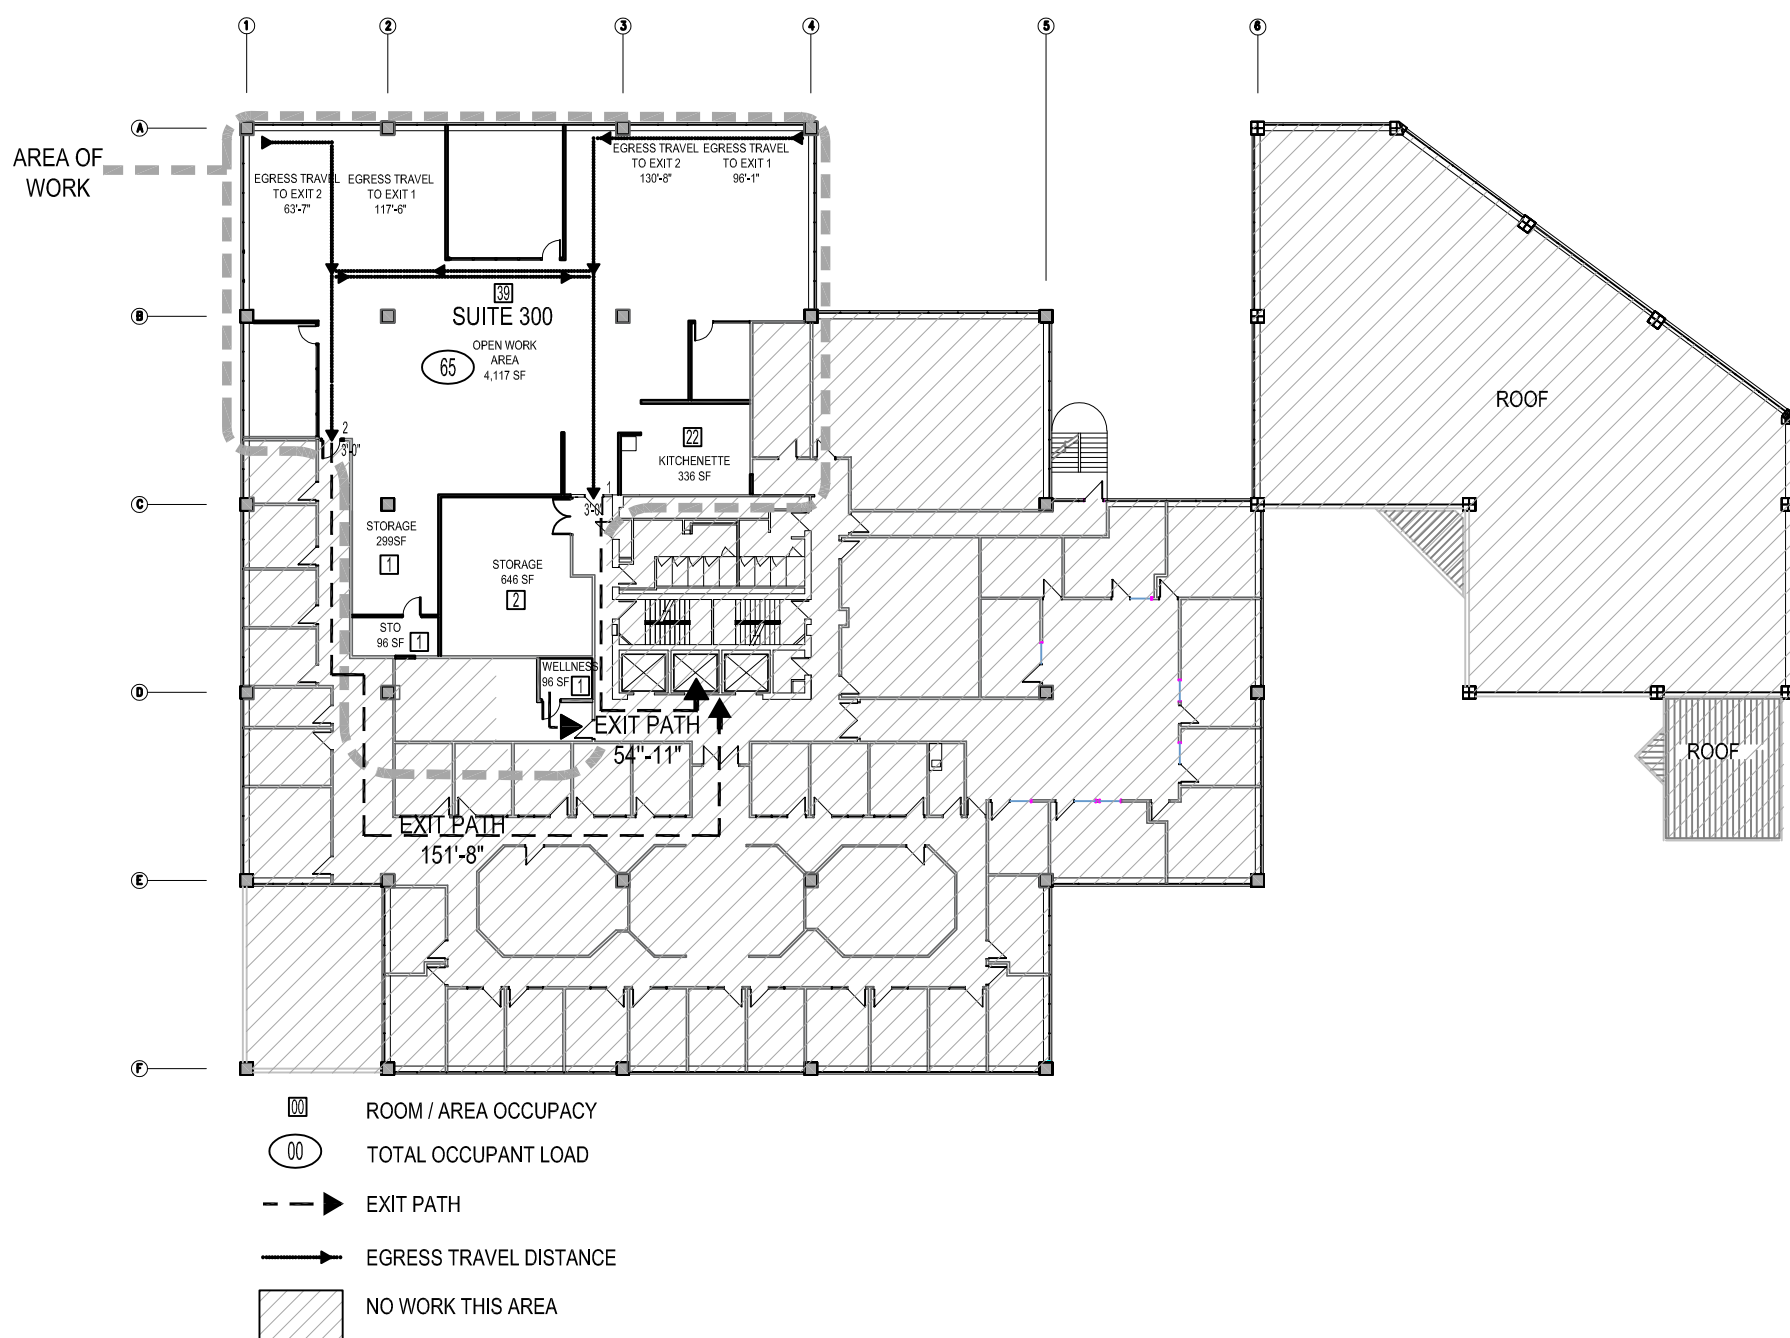 1 2 3 4 5 6
A
AREA OF
WORK
EGRESS TRAVEL
TO EXIT 2
63'-7"
EGRESS TRAVEL
TO EXIT 1
117'-6"
EGRESS TRAVEL
TO EXIT 2
130'-8"
EGRESS TRAVEL
TO EXIT 1
96'-1"
39
B
SUITE 300
OPEN WORK
AREA
4,117 SF
65
ROOF
2
3'-0"
22
KITCHENETTE
336 SF
1
3'-0"
C
STORAGE
299SF
1
STORAGE
646 SF
2
STO
96 SF
1
WELLNESS
96 SF
1
D
EXIT PATH
54"-11"
ROOF
EXIT PATH
151'-8"
E
F
00
ROOM / AREA OCCUPACY
00
TOTAL OCCUPANT LOAD
EXIT PATH
EGRESS TRAVEL DISTANCE
NO WORK THIS AREA